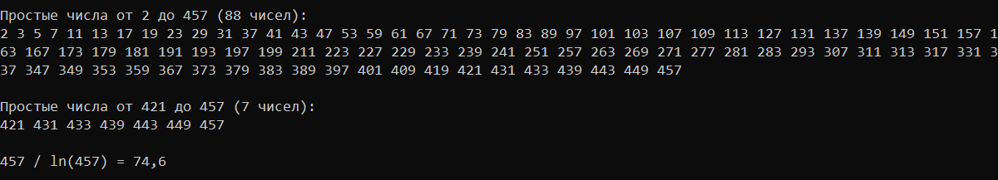 Простые числа от 2 до 457 (88 чисел):
2 3 5 7 11 13 17 19 23 29 31 37 41 43 47 53 59 61 67 71 73 79 83 89 97 101 103 107 109 113 127 131 137 139 149 151 157 1
63 167 173 179 181 191 193 197 199 211 223 227 229 233 239 241 251 257 263 269 271 277 281 283 293 307 311 313 317 331 3
37 347 349 353 359 367 373 379 383 389 397 401 409 419 421 431 433 439 443 449 457
Простые числа от 421 до 457 (7 чисел):
421 431 433 439 443 449 457
457 / ln(457) = 74,6